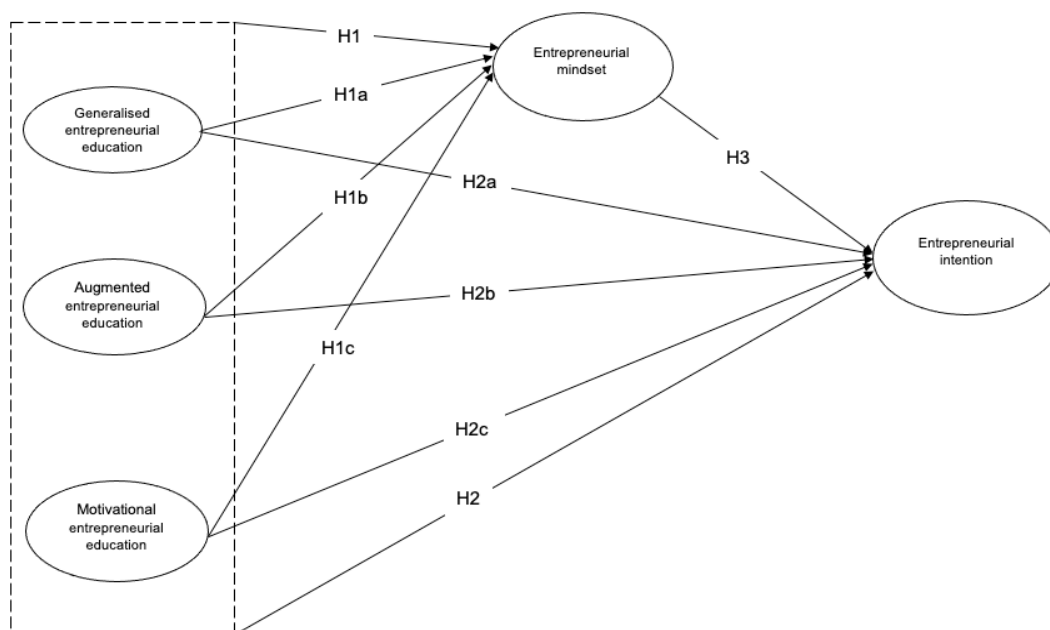 H1
Entrepreneurial
mindset
H1a
Generalised
entrepreneurial
education
H3
H2a
H1b
Entrepreneurial
intention
Augmented
entrepreneurial
education
H2b
H1c
H2c
H2
Motivational
entrepreneurial
education